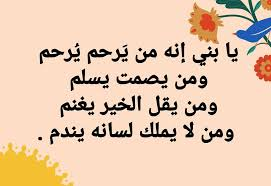 يا بني إنه من يَرحم يُرحم
ومن يصمت يسلم
ومن يقل الخير يغنم
ومن لا يملك لسانه يندم .